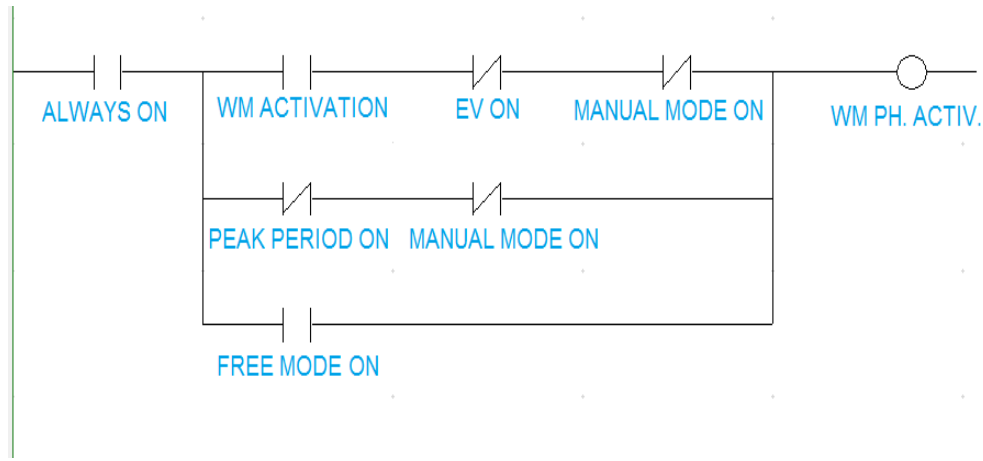 ALWAYS ON
WM ACTIVATION
EV ON
MANUAL MODE ON
WM PH. ACTIV.
PEAK PERIOD ON
MANUAL MODE ON
FREE MODE ON